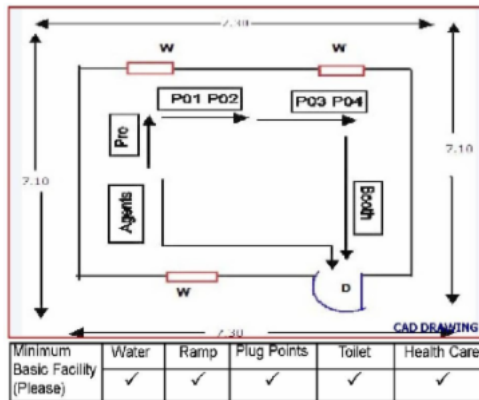 7.30
W W
P01 P02 P03 P04
7.10 Pro 7.10
Agents Booth
W D
CAD DRAWING
7.30
Minimum Basic Facility (Please) Water Ramp Plug Points Toilet Health Care
✓ ✓ ✓ ✓ ✓